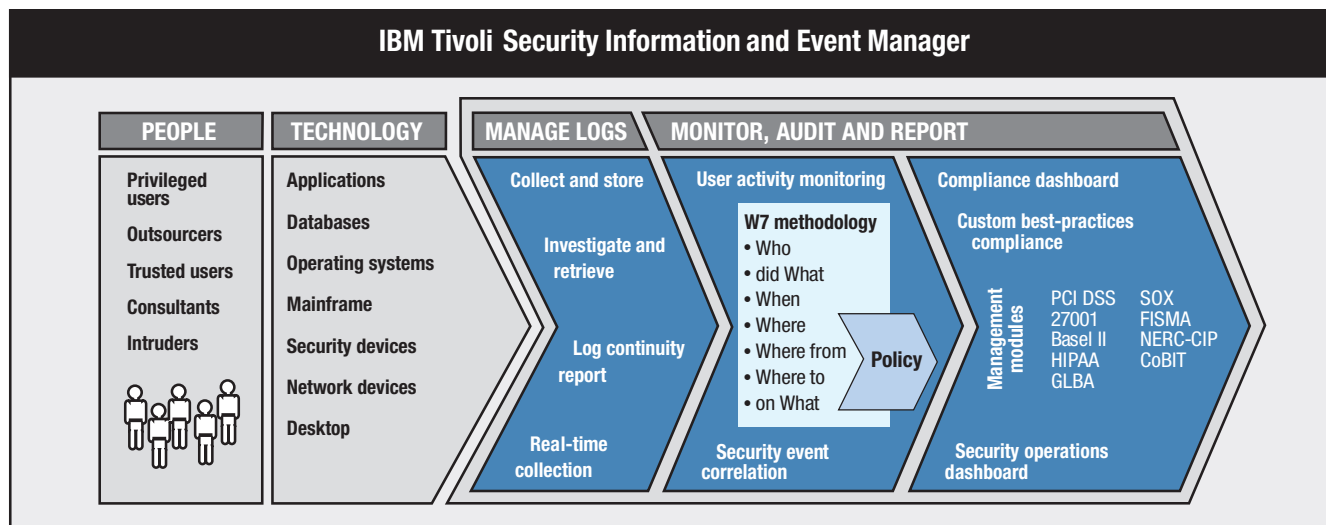 IBM Tivoli Security Information and Event Manager
PEOPLE
Privileged
users
Outsourcers
Trusted users
Consultants
Intruders
TECHNOLOGY
Applications
Databases
Operating systems
Mainframe
Security devices
Network devices
Desktop
MANAGE LOGS
Collect and store
Investigate and
retrieve
Log continuity
report
Real-time
collection
MONITOR, AUDIT AND REPORT
User activity monitoring
W7 methodology
• Who
• did What
• When
• Where
• Where from
• Where to
• on What
Policy
Security event
correlation
Compliance dashboard
Custom best-practices
compliance
Management
modules
PCI DSS
27001
Basel II
HIPAA
GLBA
SOX
FISMA
NERC-CIP
CoBIT
Security operations
dashboard